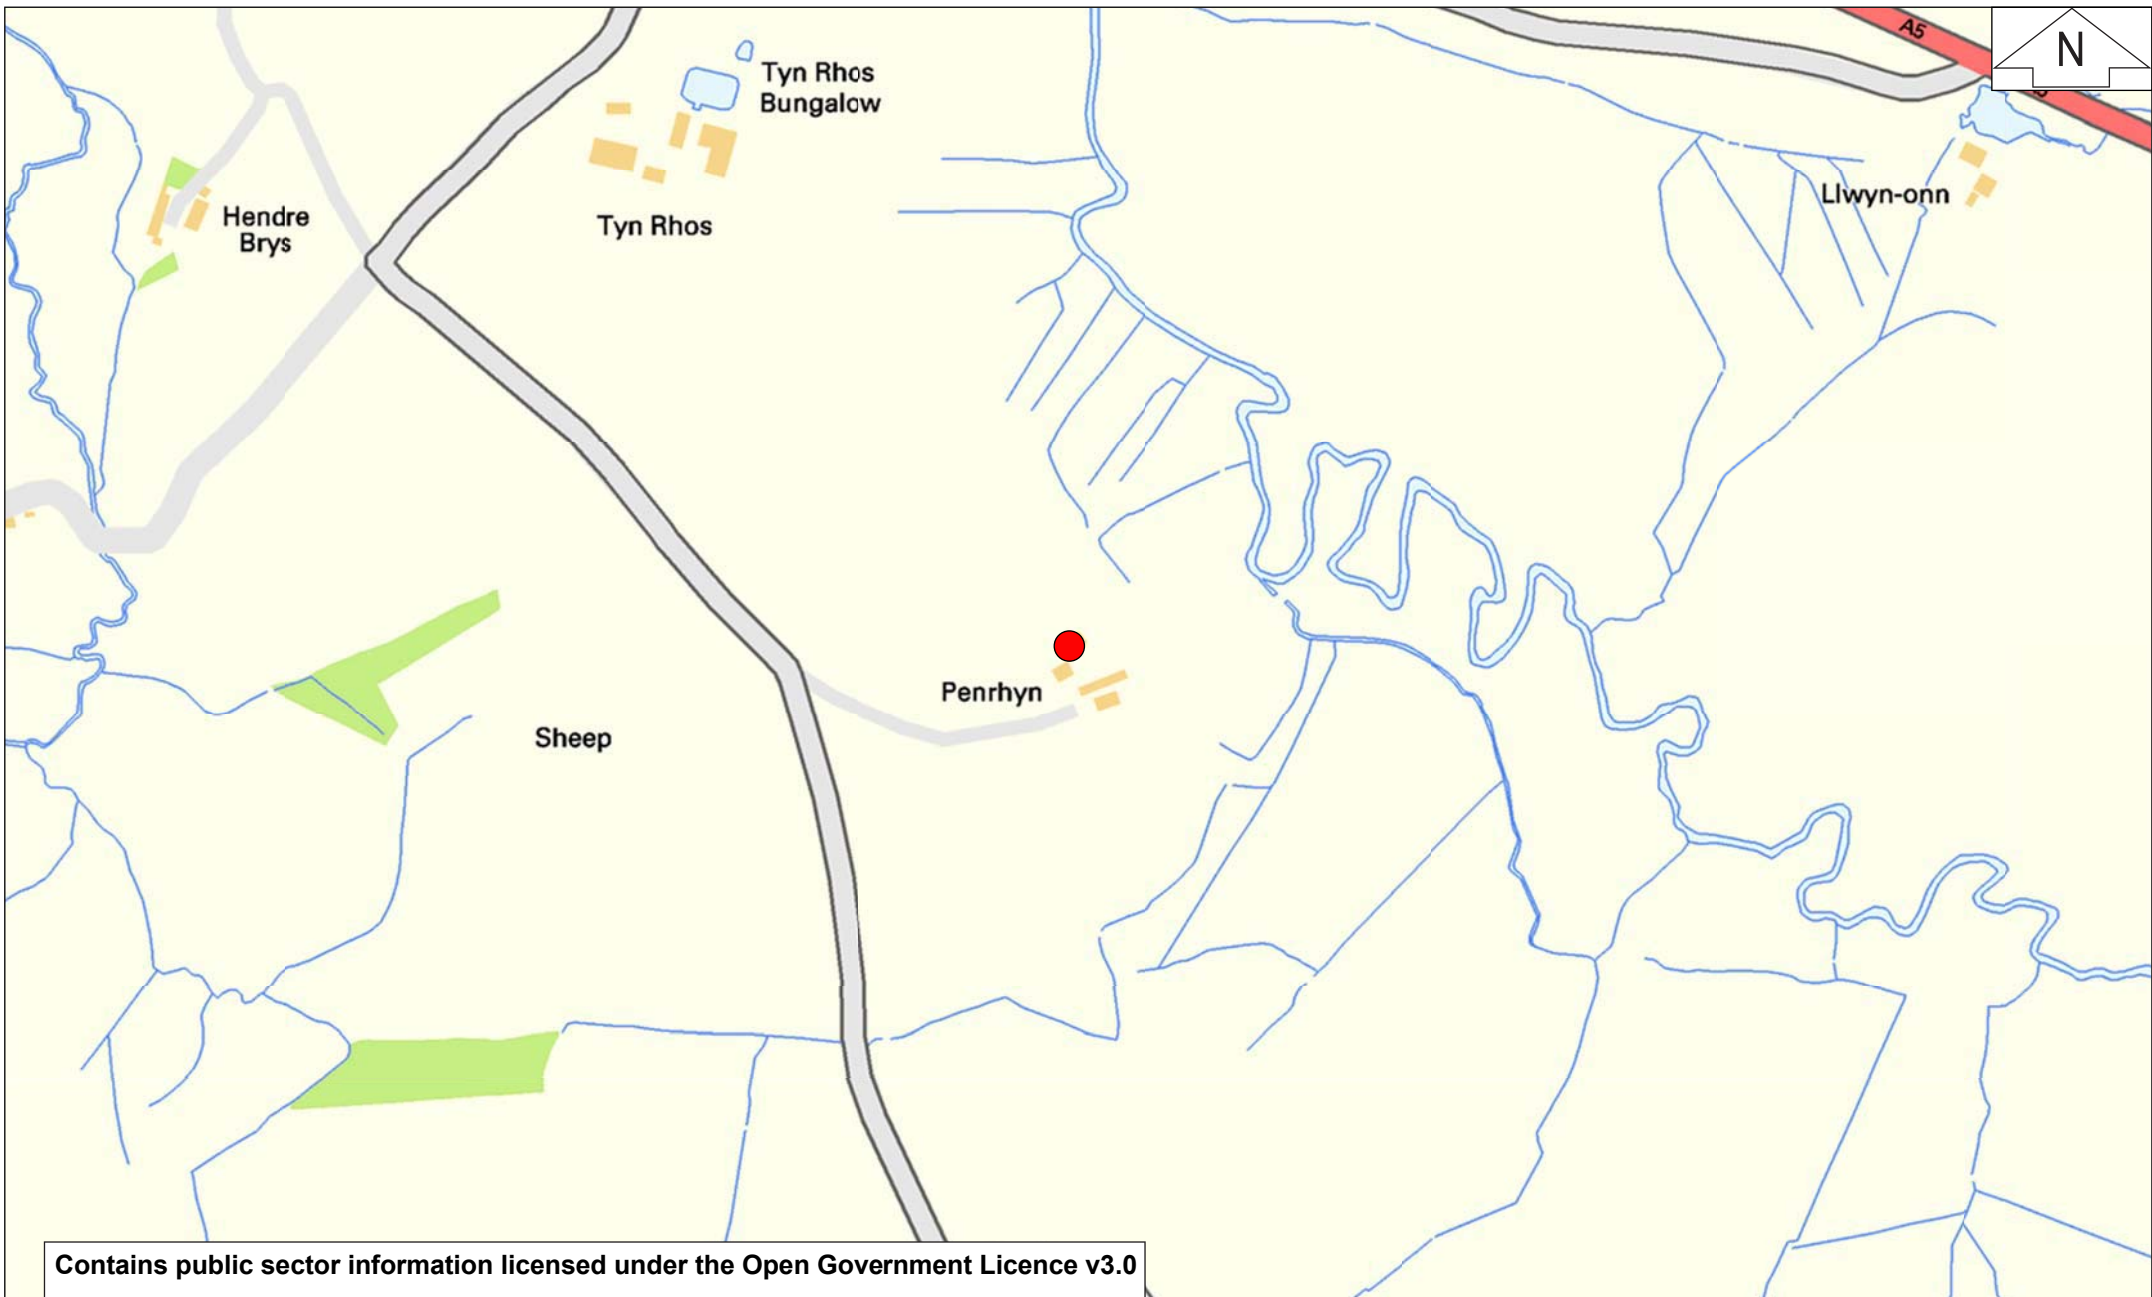 A5
N
Tyn Rhos
Bungalow
Llwyn-onn
Hendre
Brys
Tyn Rhos
Penrhyn
Sheep
Contains public sector information licensed under the Open Government Licence v3.0